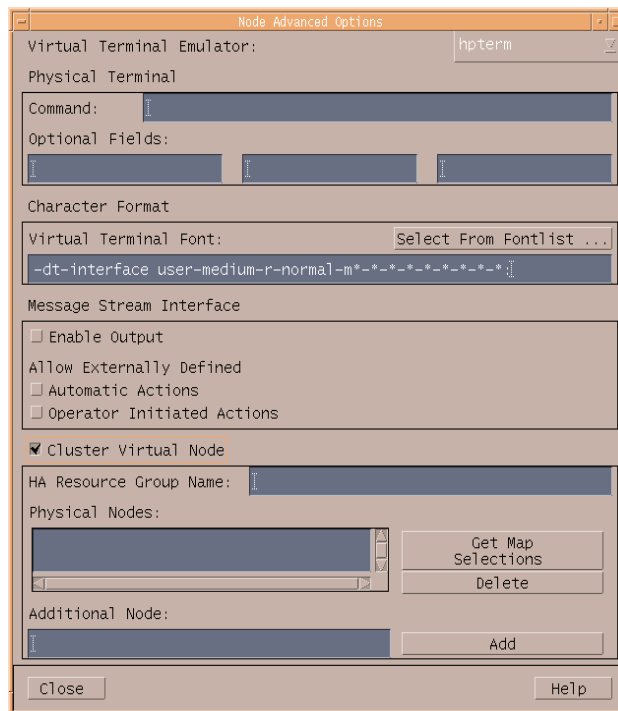 Node Advanced Options
Virtual Terminal Emulator: hpterm
Physical Terminal
Command:
Optional Fields:
Character Format
Virtual Terminal Font: Select From Fontlist ...
-dt-interface user-medium-r-normal-m*-*-*-*-*-*-*-*-*:
Message Stream Interface
Enable Output
Allow Externally Defined
Automatic Actions
Operator Initiated Actions
Cluster Virtual Node
HA Resource Group Name:
Physical Nodes:
Get Map
Selections
Delete
Additional Node:
Add
Close Help